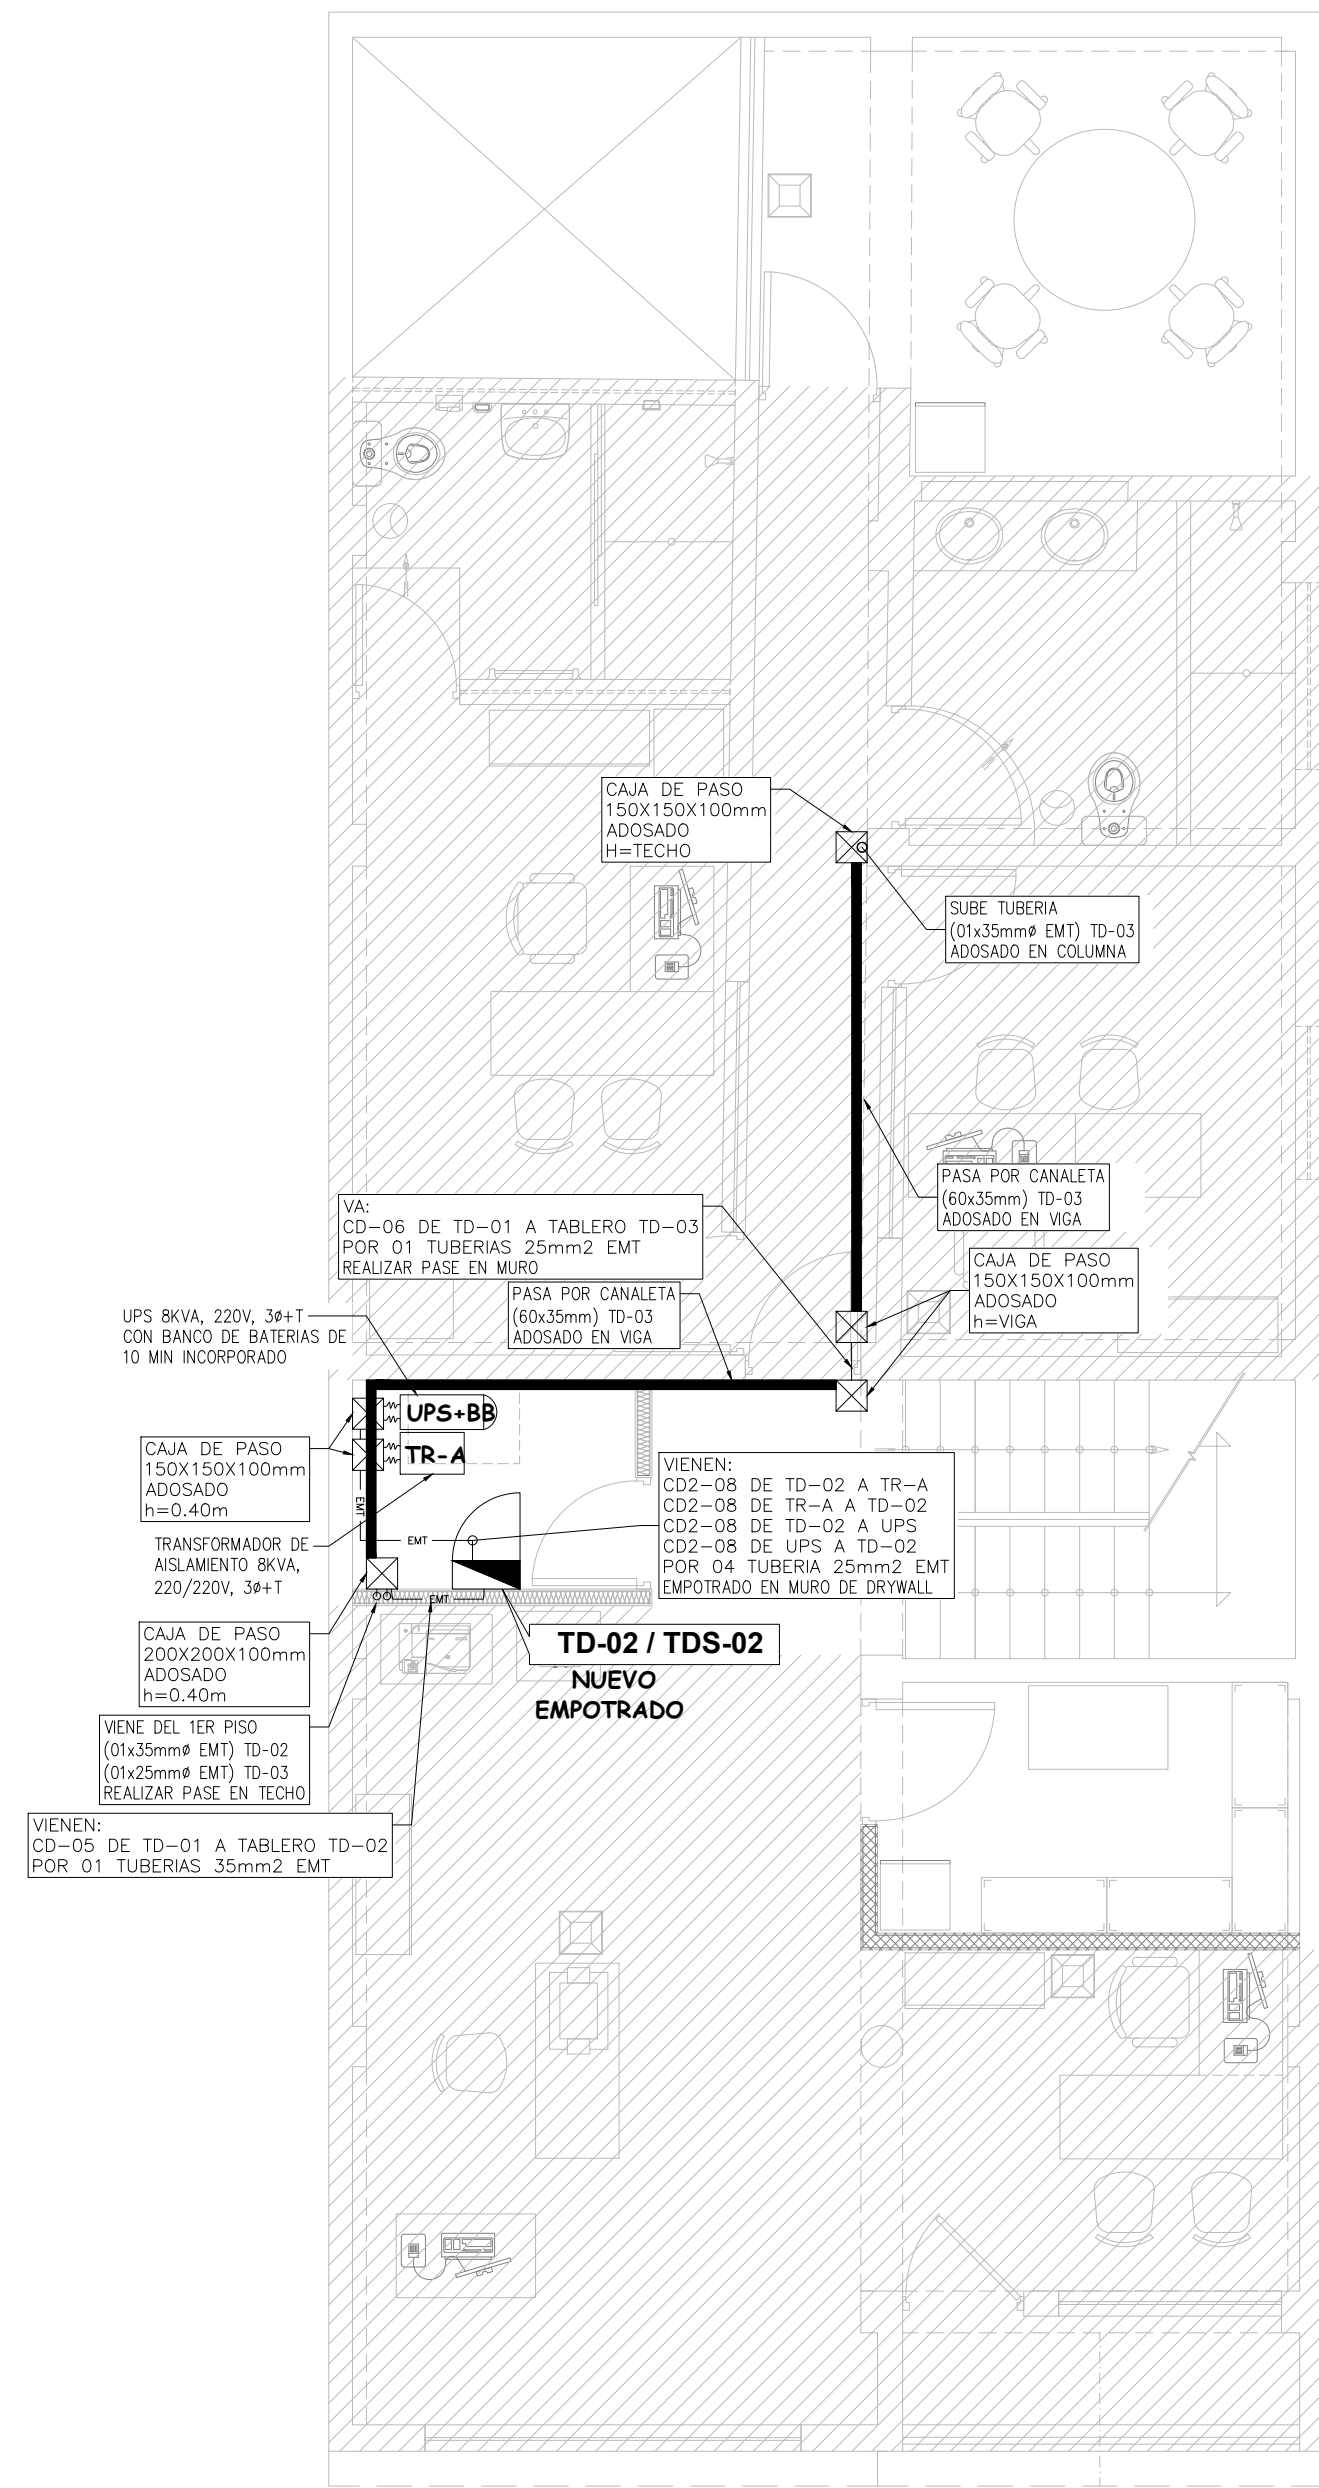 CAJA DE PASO
150X150X100mm
ADOSADO
H=TECHO
SUBE TUBERIA
(01x35mmø EMT) TD-03
ADOSADO EN COLUMNA
PASA POR CANALETA
(60x35mm) TD-03
ADOSADO EN VIGA
VA:
CD-06 DE TD-01 A TABLERO TD-03
POR 01 TUBERIAS 25mm2 EMT
REALIZAR PASE EN MURO
CAJA DE PASO
150X150X100mm
ADOSADO
h=VIGA
PASA POR CANALETA
(60x35mm) TD-03
ADOSADO EN VIGA
UPS 8KVA, 220V, 3ø+T
CON BANCO DE BATERIAS DE
10 MIN INCORPORADO
UPS+BB
TR-A
CAJA DE PASO
150X150X100mm
ADOSADO
h=0.40m
VIENEN:
CD2-08 DE TD-02 A TR-A
CD2-08 DE TR-A A TD-02
CD2-08 DE TD-02 A UPS
CD2-08 DE UPS A TD-02
POR 04 TUBERIA 25mm2 EMT
EMPOTRADO EN MURO DE DRYWALL
EMT
EMT
TRANSFORMADOR DE
AISLAMIENTO 8KVA,
220/220V, 3ø+T
EMT
CAJA DE PASO
200X200X100mm
ADOSADO
h=0.40m
TD-02 / TDS-02
NUEVO
EMPOTRADO
VIENE DEL 1ER PISO
(01x35mmø EMT) TD-02
(01x25mmø EMT) TD-03
REALIZAR PASE EN TECHO
VIENEN:
CD-05 DE TD-01 A TABLERO TD-02
POR 01 TUBERIAS 35mm2 EMT